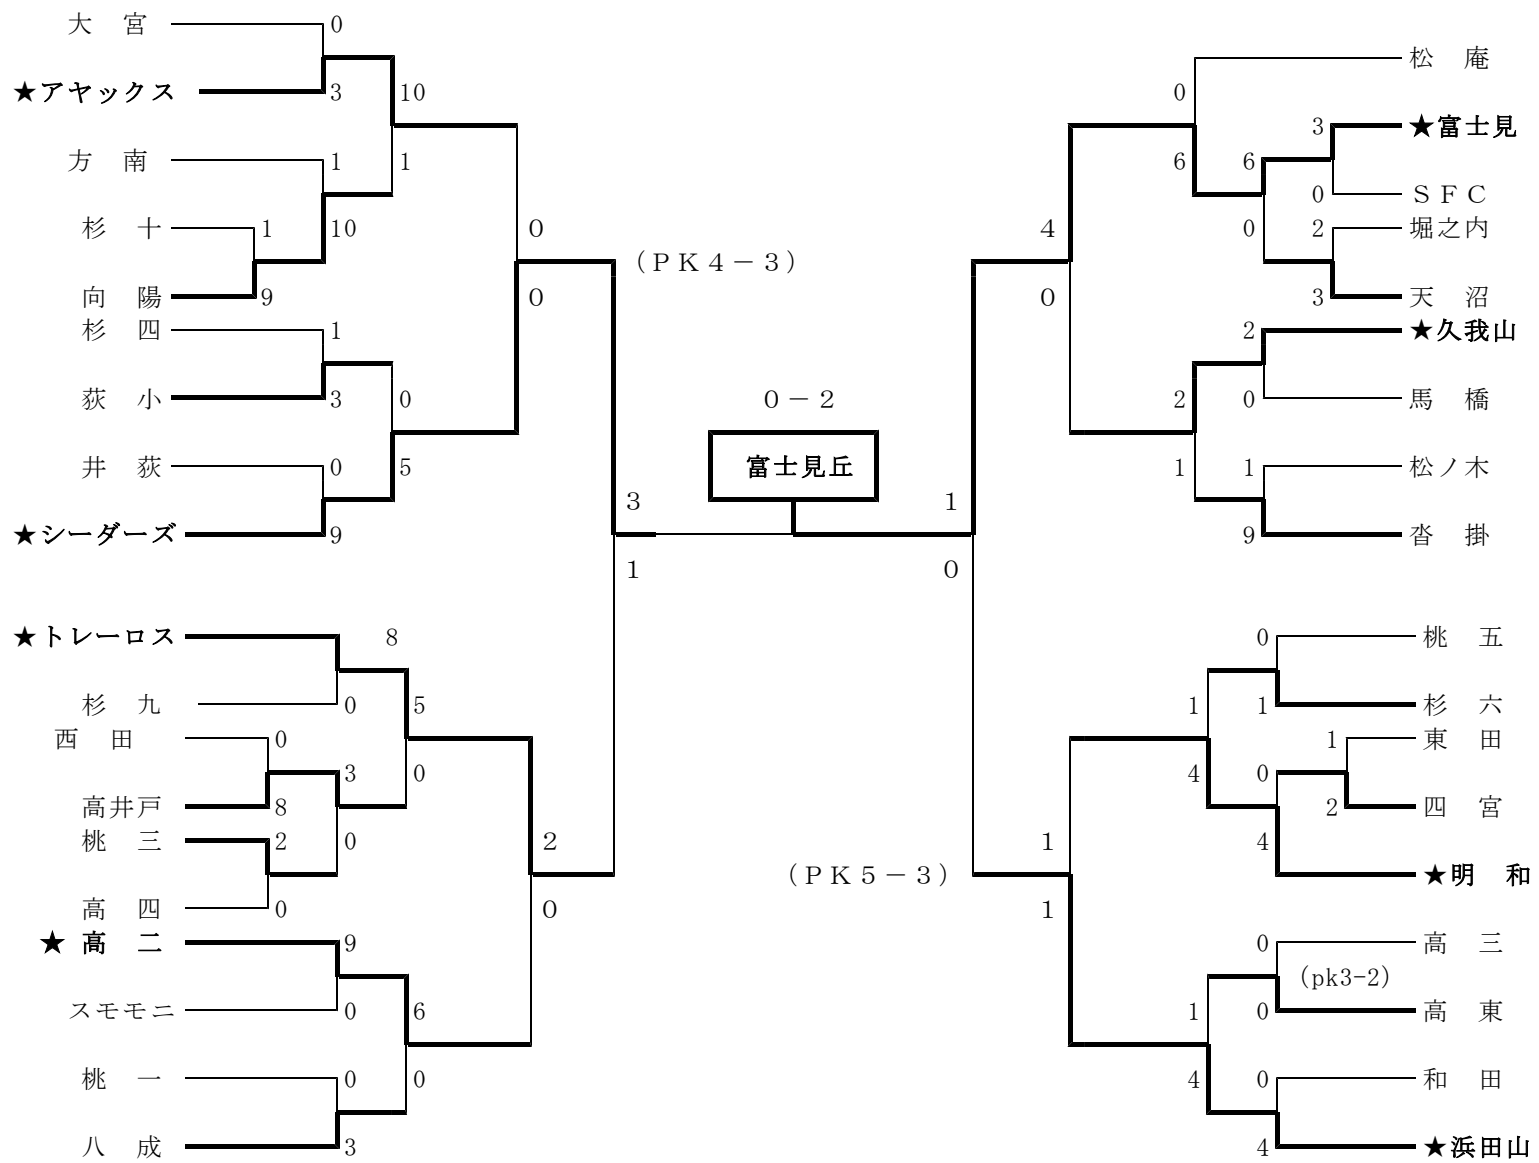 大 宮 0
★アヤックス 3 10
方 南 1 1
杉 十 1 10
向 陽 9
杉 四 1
荻 小 3 0
井 荻 0 5
★シーダーズ 9
0
(ＰＫ４－３)
0
★トレーロス 8
杉 九 0 5
西 田 0
3 0
高井戸 8
桃 三 2 0
高 四 0
★ 高 二 9
スモモニ 0 6
桃 一 0 0
八 成 3
2
0
3
1
０－２
富士見丘
1
0
松 庵
0
3 ★富士見
6 6
0 ＳＦＣ
0 2 堀之内
3 天 沼
2 ★久我山
2 0 馬 橋
1 1 松ノ木
9 沓 掛
4
0
0 桃 五
1 1 杉 六
1 東 田
4 0
2 四 宮
4
★明 和
0 高 三
(pk3-2)
1 0 高 東
4 0 和 田
4 ★浜田山
1
(ＰＫ５－３)
1